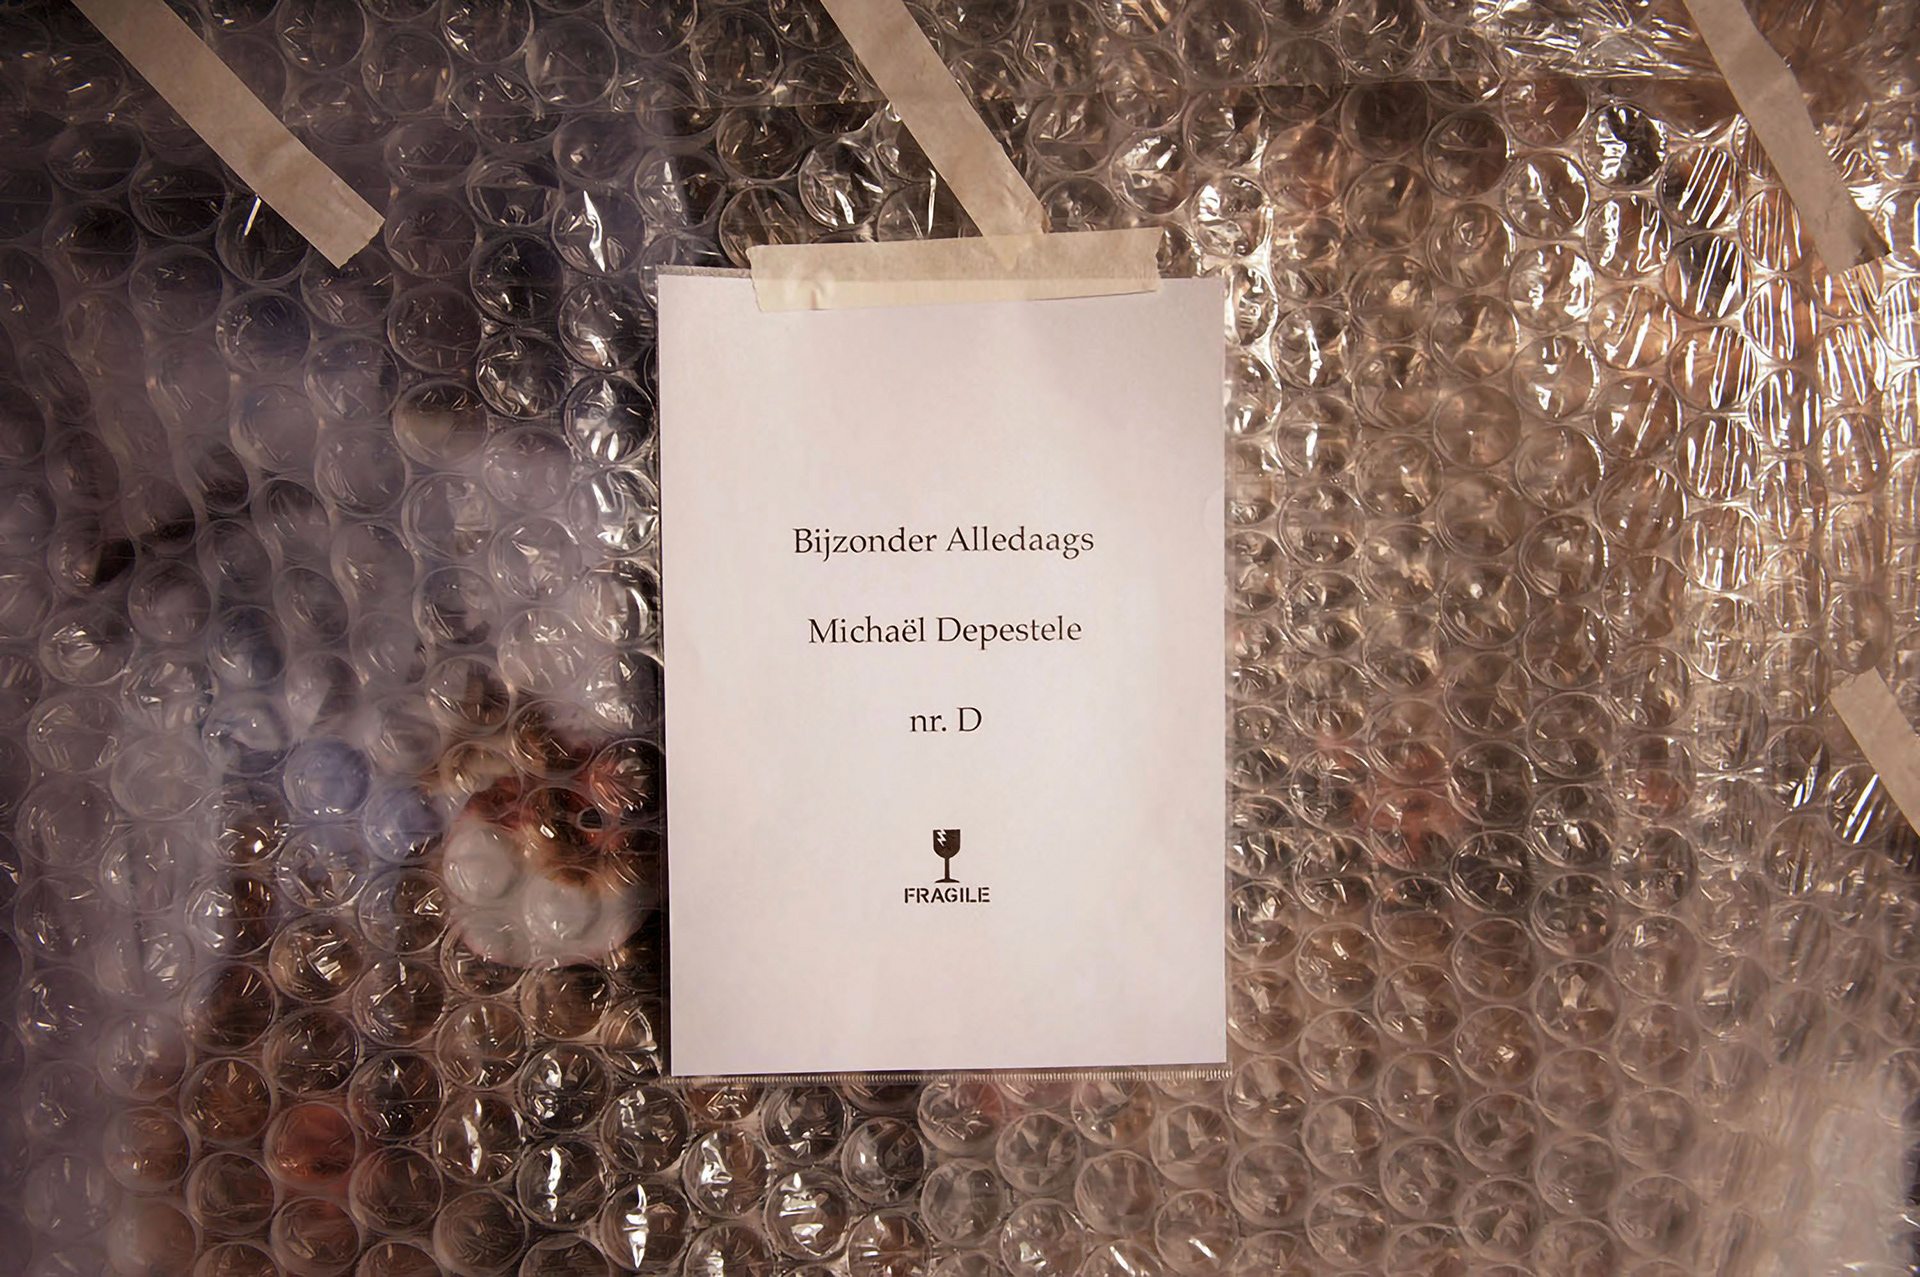 Bijzonder Alledaags
Michaël Depestele
nr. D
FRAGILE